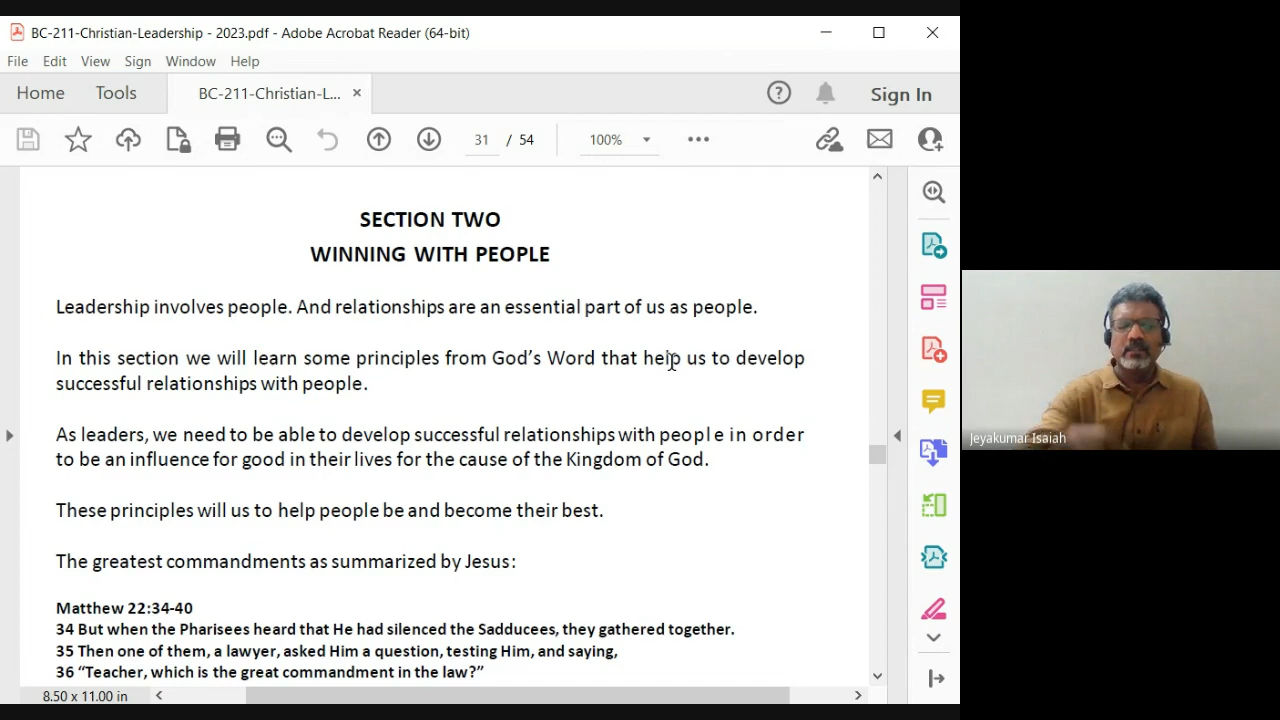 BC-211-Christian-Leadership - 2023.pdf - Adobe Acrobat Reader (64-bit)
File Edit View Sign Window Help
Home Tools BC-211-Christian-L... Sign In
31 / 54 100%
SECTION TWO
WINNING WITH PEOPLE
Leadership involves people. And relationships are an essential part of us as people.
In this section we will learn some principles from God’s Word that help us to develop
successful relationships with people.
As leaders, we need to be able to develop successful relationships with people in order
to be an influence for good in their lives for the cause of the Kingdom of God.
These principles will us to help people be and become their best.
The greatest commandments as summarized by Jesus:
Matthew 22:34-40
34 But when the Pharisees heard that He had silenced the Sadducees, they gathered together.
35 Then one of them, a lawyer, asked Him a question, testing Him, and saying,
36 “Teacher, which is the great commandment in the law?”
8.50 x 11.00 in
Jeyakumar Isaiah